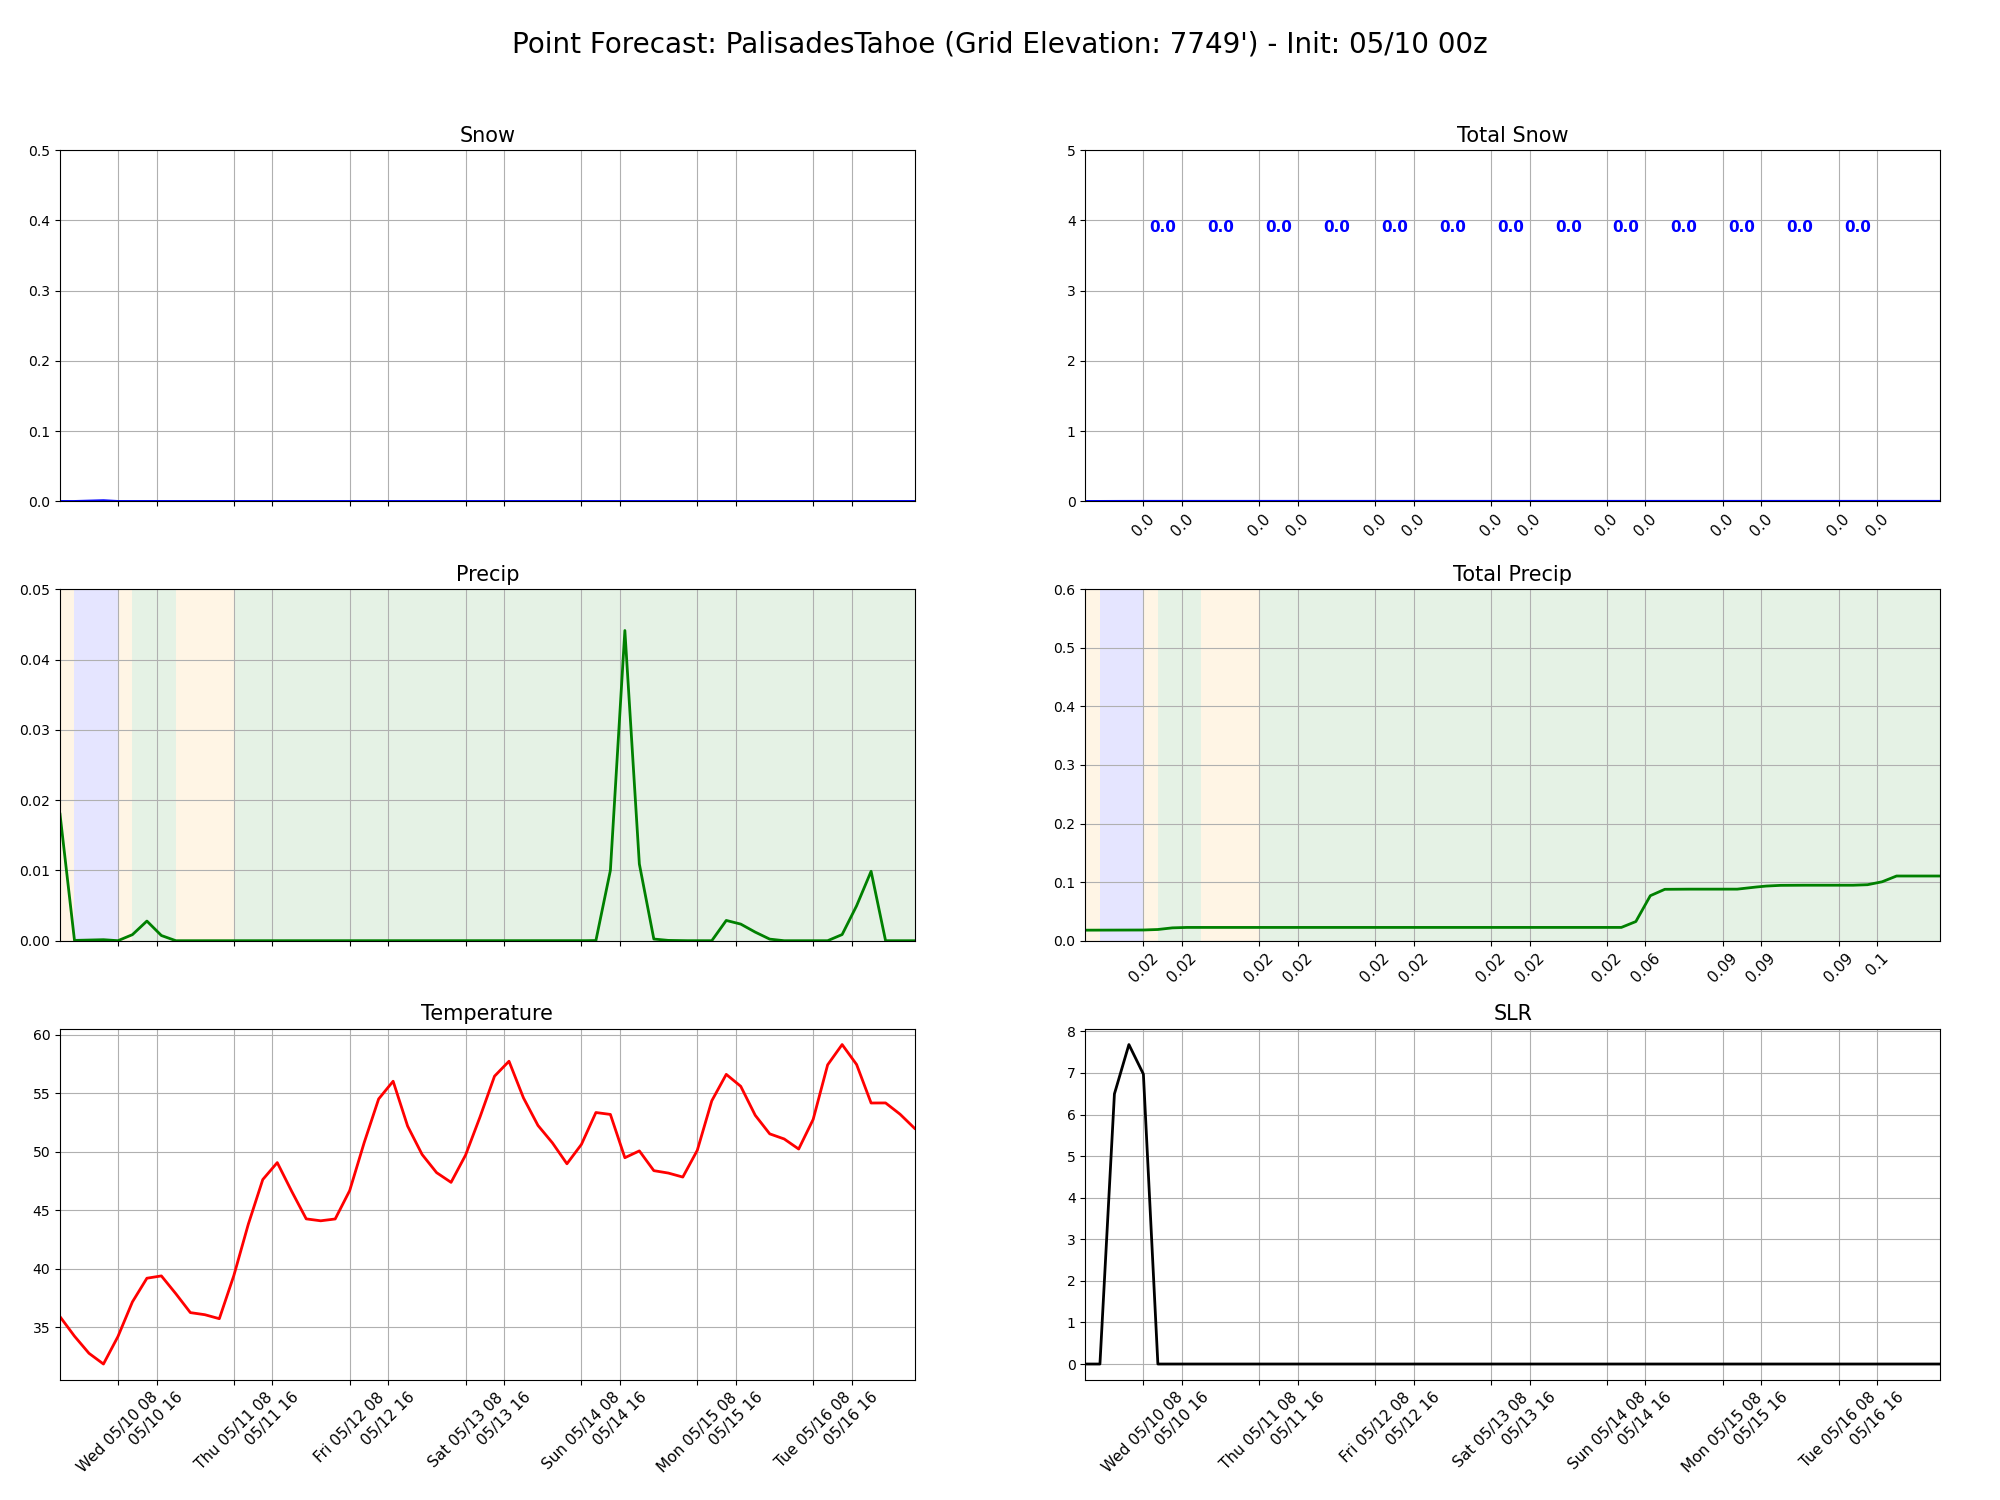 Point Forecast: PalisadesTahoe (Grid Elevation: 7749') - Init: 05/10 00z
Snow
0.5
0.4
0.3
0.2
0.1
0.0
Total Snow
5
4
3
2
1
0
0.0 0.0 0.0 0.0 0.0 0.0 0.0 0.0 0.0 0.0 0.0 0.0 0.0
0.0 0.0 0.0 0.0 0.0 0.0 0.0 0.0 0.0 0.0 0.0 0.0 0.0 0.0
Precip
0.05
0.04
0.03
0.02
0.01
0.00
Total Precip
0.6
0.5
0.4
0.3
0.2
0.1
0.0
0.02 0.02 0.02 0.02 0.02 0.02 0.02 0.02 0.02 0.06 0.09 0.09 0.09 0.1
Temperature
60
55
50
45
40
35
Wed 05/10 08
05/10 16
Thu 05/11 08
05/11 16
Fri 05/12 08
05/12 16
Sat 05/13 08
05/13 16
Sun 05/14 08
05/14 16
Mon 05/15 08
05/15 16
Tue 05/16 08
05/16 16
SLR
8
7
6
5
4
3
2
1
0
Wed 05/10 08
05/10 16
Thu 05/11 08
05/11 16
Fri 05/12 08
05/12 16
Sat 05/13 08
05/13 16
Sun 05/14 08
05/14 16
Mon 05/15 08
05/15 16
Tue 05/16 08
05/16 16